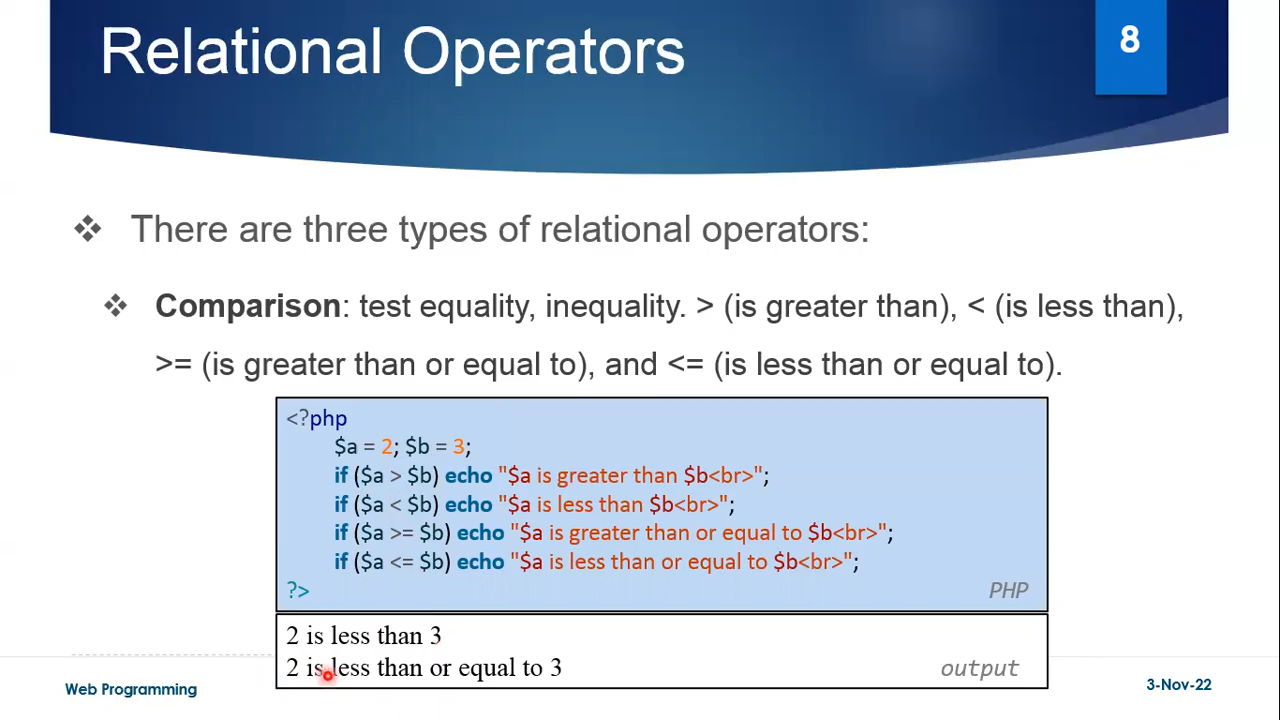 Relational Operators
8
There are three types of relational operators:
Comparison: test equality, inequality. > (is greater than), < (is less than),
>= (is greater than or equal to), and <= (is less than or equal to).
<?php
$a = 2; $b = 3;
if ($a > $b) echo "$a is greater than $b<br>";
if ($a < $b) echo "$a is less than $b<br>";
if ($a >= $b) echo "$a is greater than or equal to $b<br>";
if ($a <= $b) echo "$a is less than or equal to $b<br>";
?>
PHP
2 is less than 3
2 is less than or equal to 3
output
Web Programming
3-Nov-22